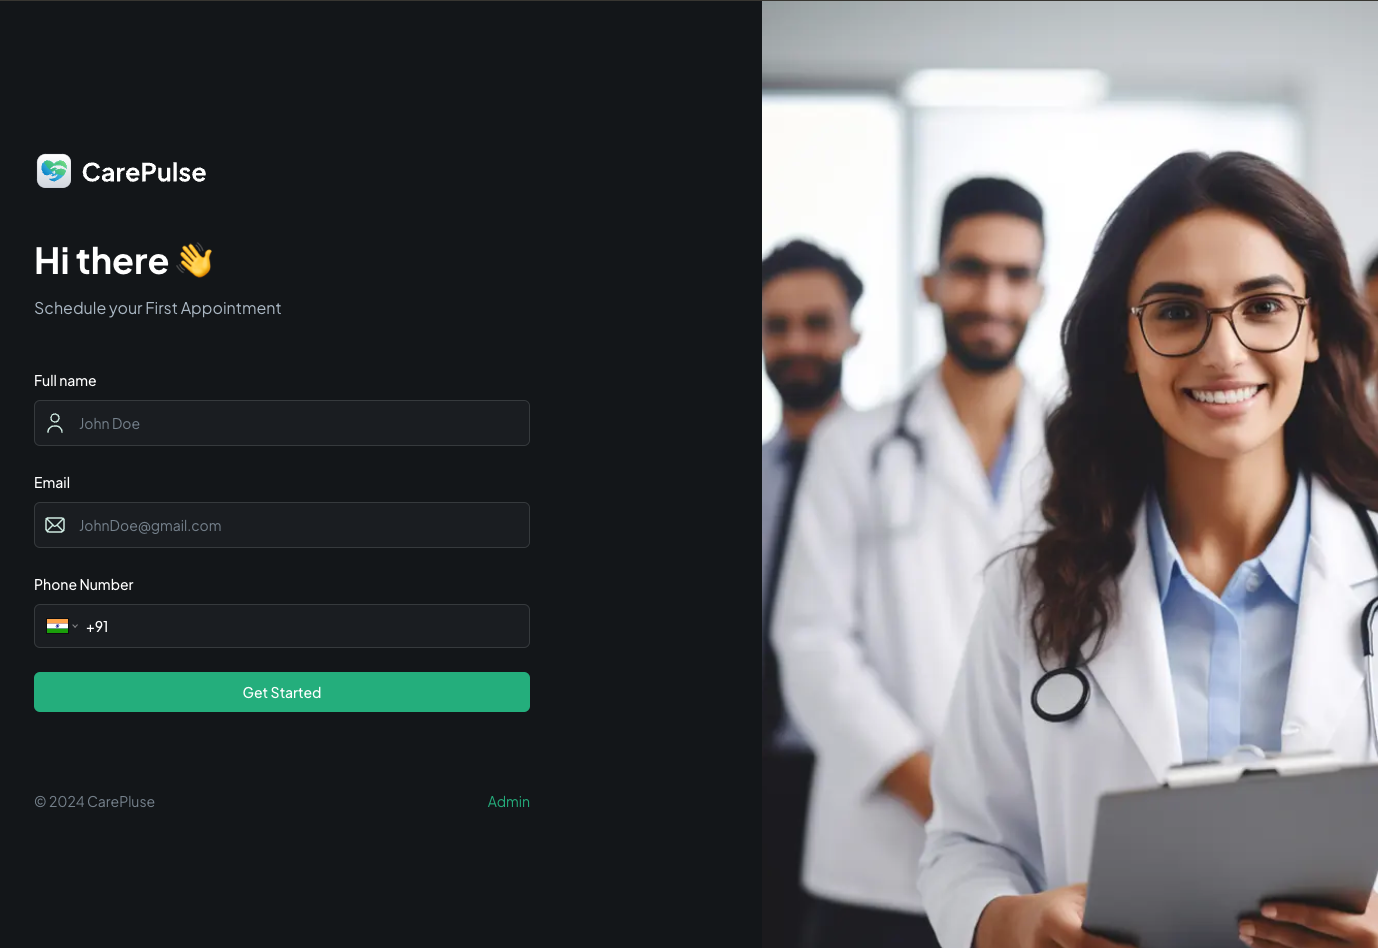 CarePulse
Hi there 👋
Schedule your First Appointment
Full name
John Doe
Email
JohnDoe@gmail.com
Phone Number
+91
Get Started
© 2024 CarePluse
Admin